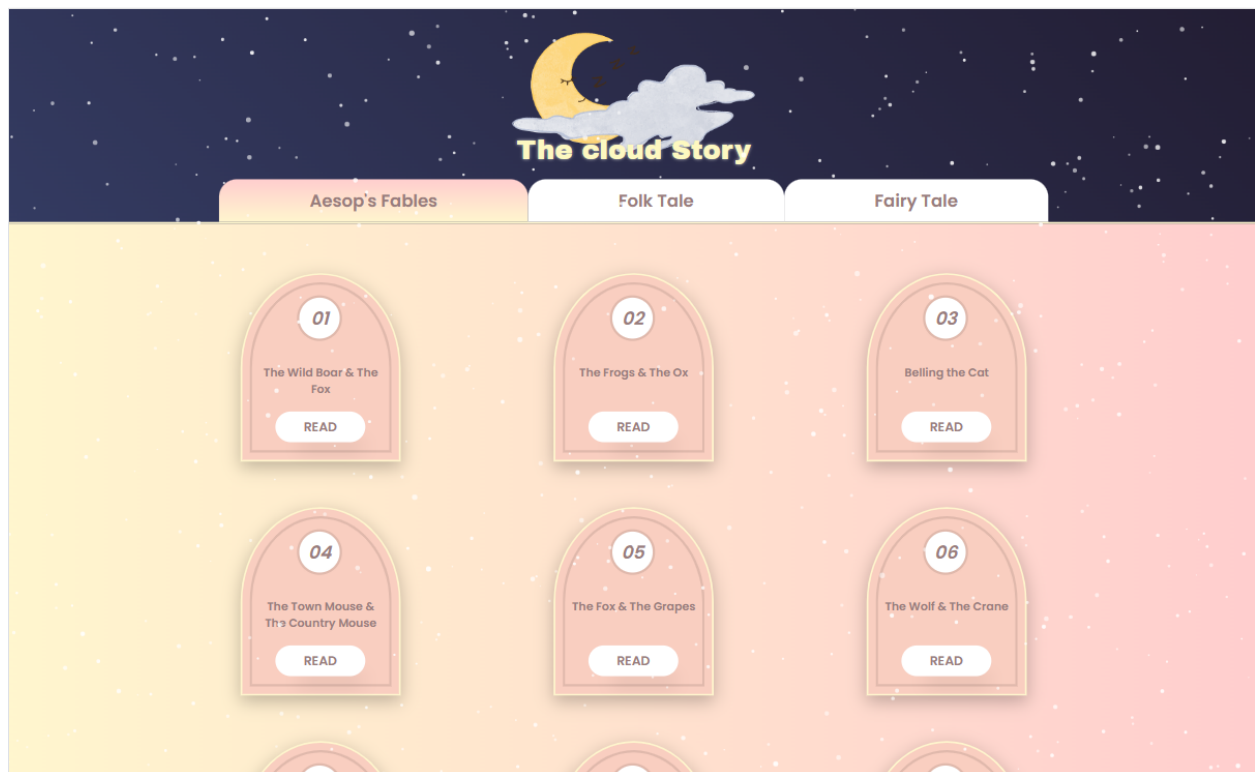 The cloud Story
Aesop's Fables
Folk Tale
Fairy Tale
01
The Wild Boar & The
Fox
READ
02
The Frogs & The Ox
READ
03
Belling the Cat
READ
04
The Town Mouse &
The Country Mouse
READ
05
The Fox & The Grapes
READ
06
The Wolf & The Crane
READ